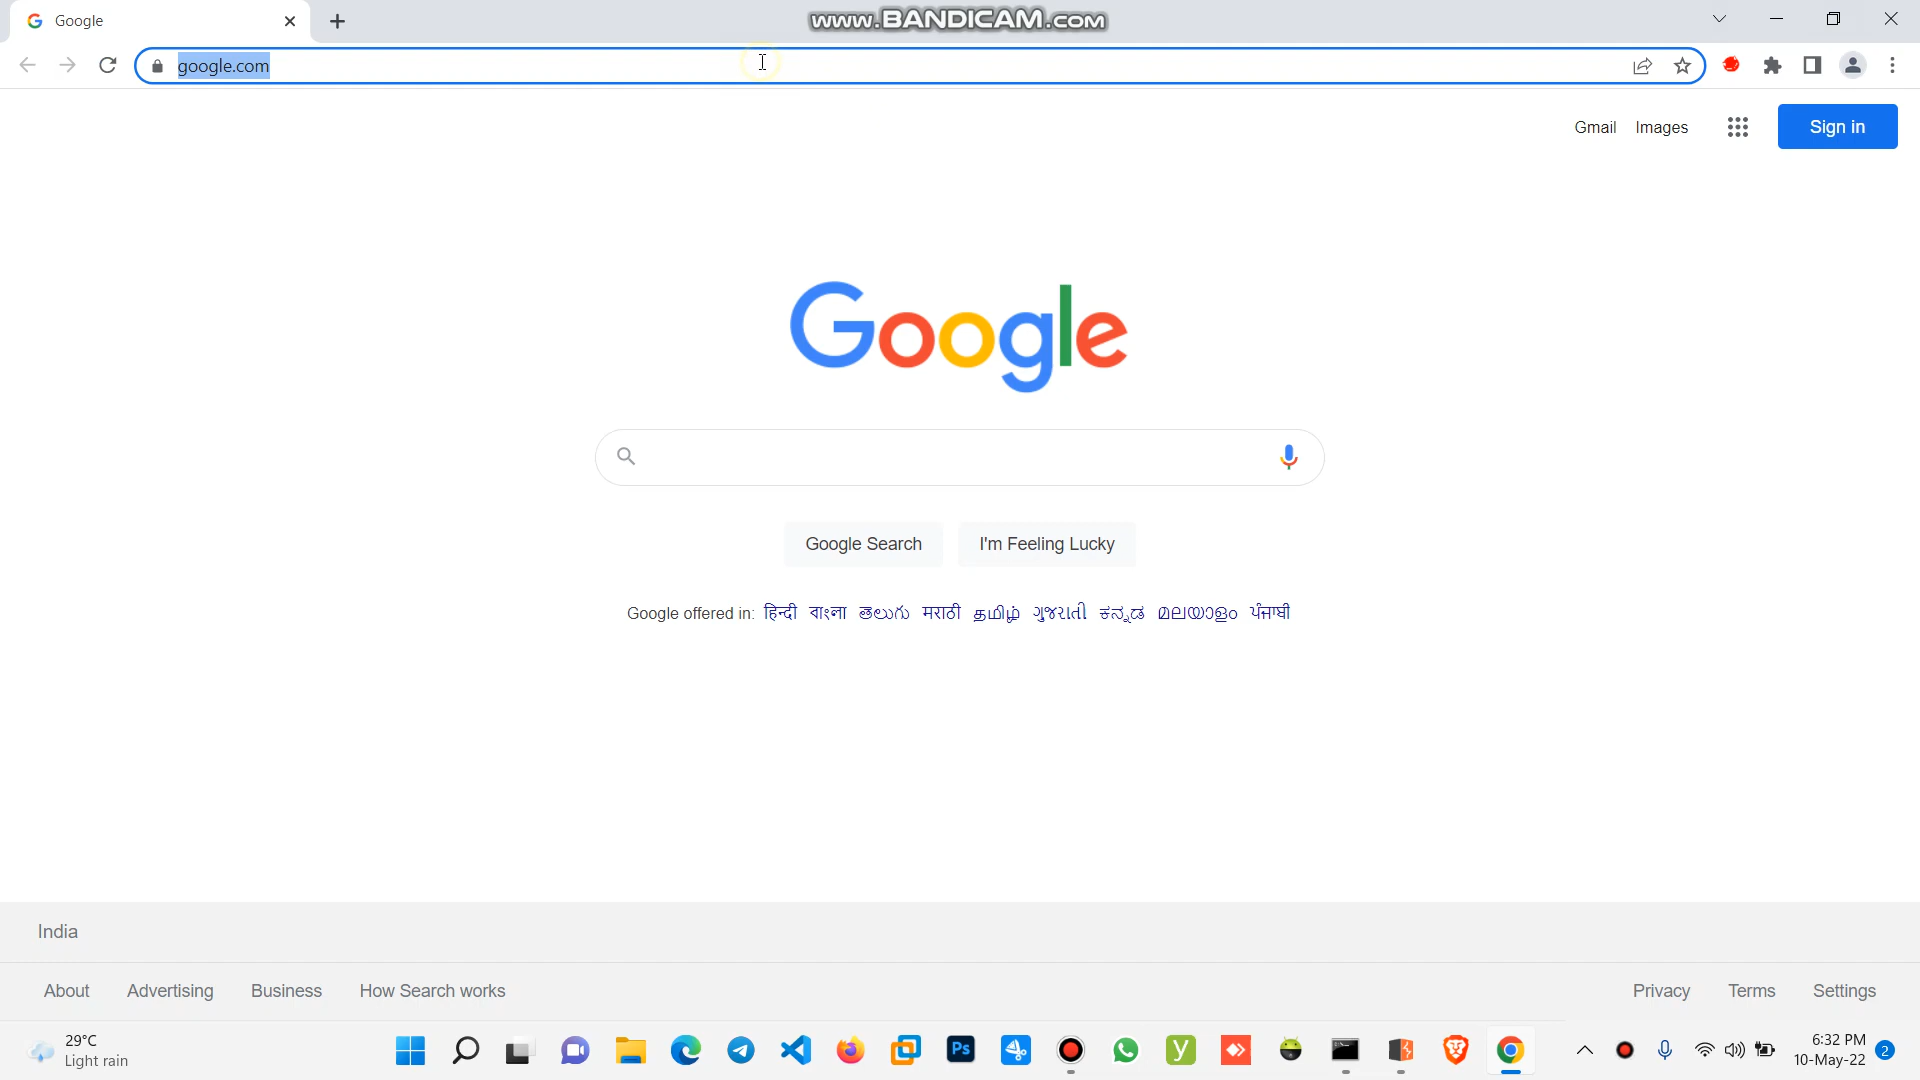 Google
www.BANDICAM.com
google.com
Gmail Images Sign in
Google
Google Search I'm Feeling Lucky
Google offered in: हिन्दी বাংলা తెలుగు मराठी தமிழ் ગુજરાતી ಕನ್ನಡ മലയാളം ਪੰਜਾਬੀ
India
About Advertising Business How Search works Privacy Terms Settings
29°C
Light rain
Ps
y
6:32 PM
10-May-22
2